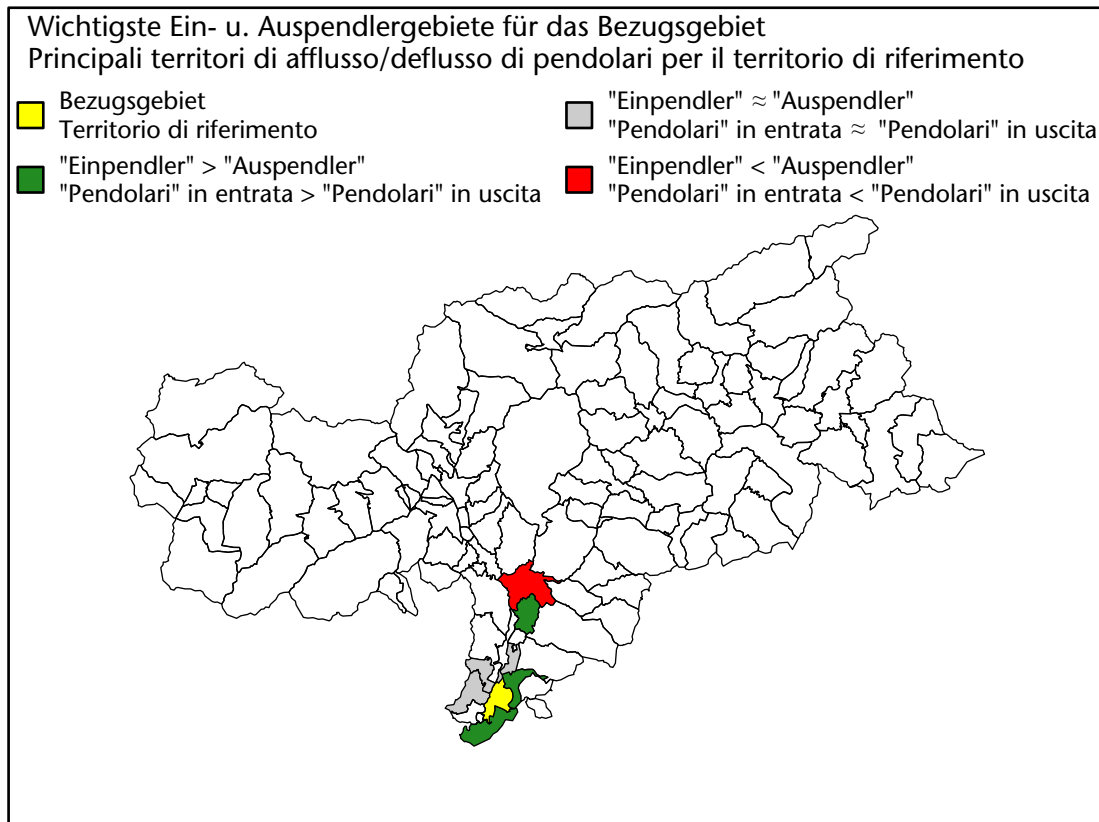 Wichtigste Ein- u. Auspendlergebiete für das Bezugsgebiet
Principali territori di afflusso/deflusso di pendolari per il territorio di riferimento
Bezugsgebiet
Territorio di riferimento
"Einpendler" > "Auspendler"
"Pendolari" in entrata > "Pendolari" in uscita
"Einpendler" ≈ "Auspendler"
"Pendolari" in entrata ≈ "Pendolari" in uscita
"Einpendler" < "Auspendler"
"Pendolari" in entrata < "Pendolari" in uscita